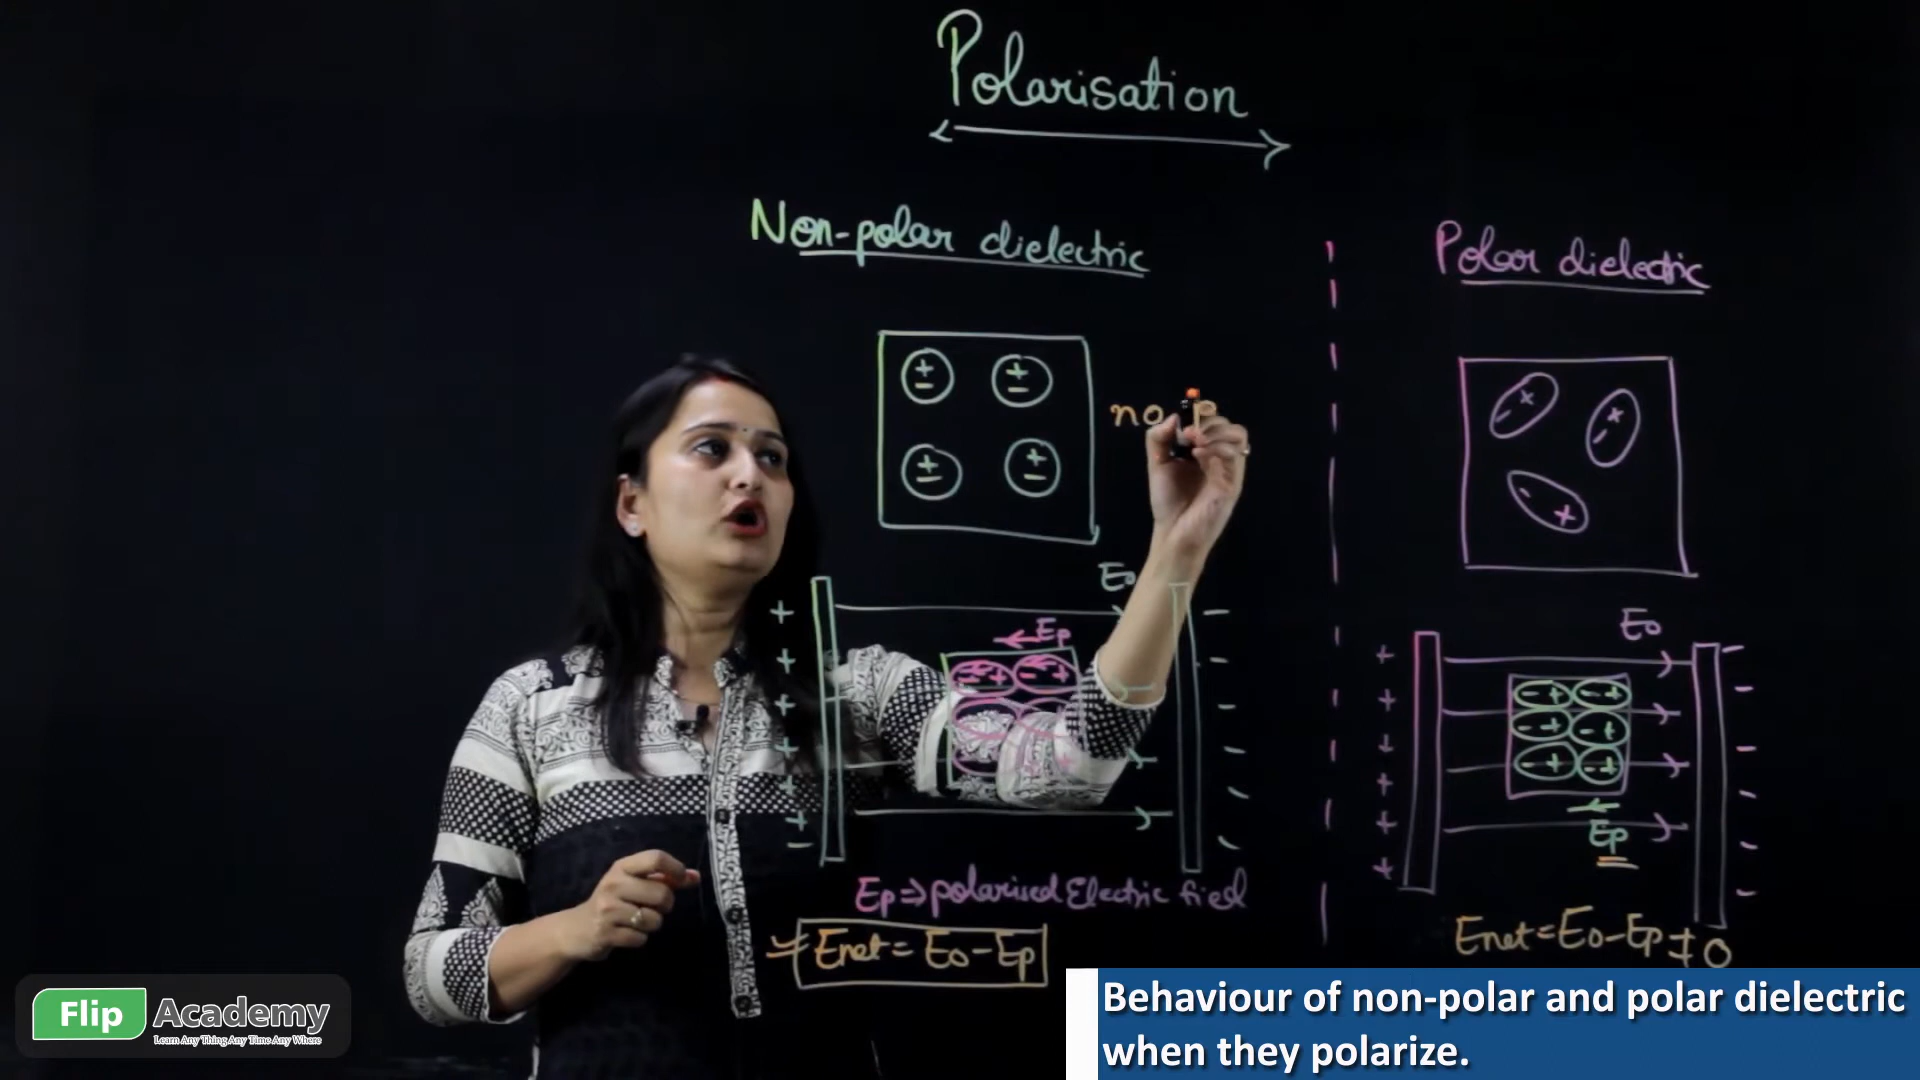 Polarisation
Non-polar dielectric
Polar dielectric
+ + + +
- - - -
no P
+ + +
- - -
E₀
Ep
+ + + + + + -
- + - +
- - - - - -
Ep => polarised Electric field
Enet = E₀ - Ep
E₀
+ + + + + +
- + - +
- + - +
- + - +
- - - - - -
Ep
Enet = E₀ - Ep ≠ 0
Flip Academy
Learn Any Thing Any Time Any Where
Behaviour of non-polar and polar dielectric
when they polarize.